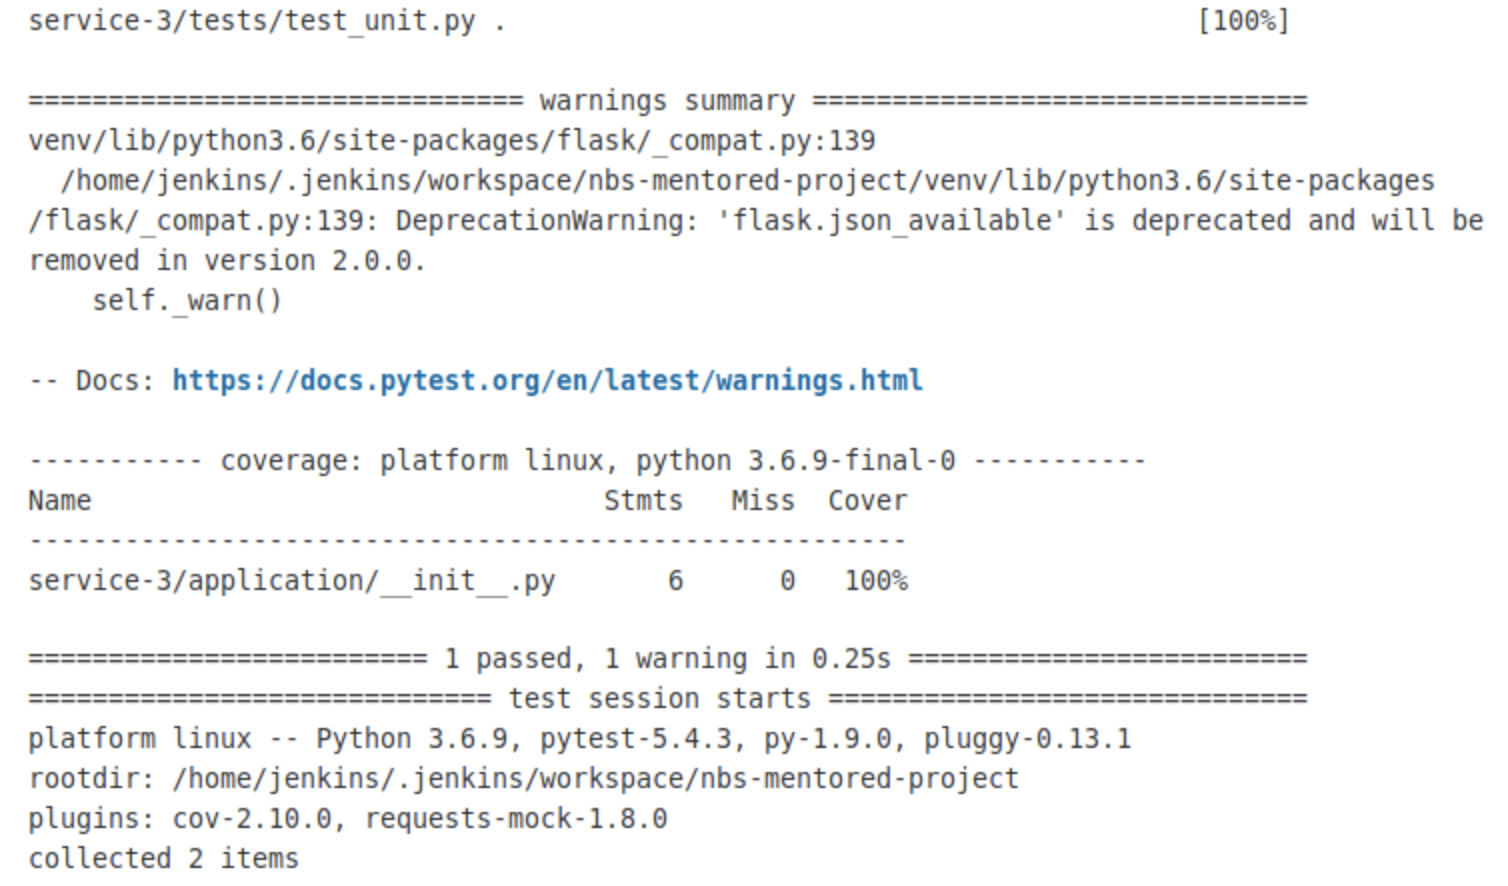 service-3/tests/test_unit.py .                                           [100%]
=============================== warnings summary ===============================
venv/lib/python3.6/site-packages/flask/_compat.py:139
  /home/jenkins/.jenkins/workspace/nbs-mentored-project/venv/lib/python3.6/site-packages
/flask/_compat.py:139: DeprecationWarning: 'flask.json_available' is deprecated and will be
removed in version 2.0.0.
    self._warn()
-- Docs: https://docs.pytest.org/en/latest/warnings.html
----------- coverage: platform linux, python 3.6.9-final-0 -----------
Name                                Stmts   Miss  Cover
-------------------------------------------------------
service-3/application/__init__.py       6      0   100%
========================= 1 passed, 1 warning in 0.25s =========================
============================= test session starts ==============================
platform linux -- Python 3.6.9, pytest-5.4.3, py-1.9.0, pluggy-0.13.1
rootdir: /home/jenkins/.jenkins/workspace/nbs-mentored-project
plugins: cov-2.10.0, requests-mock-1.8.0
collected 2 items